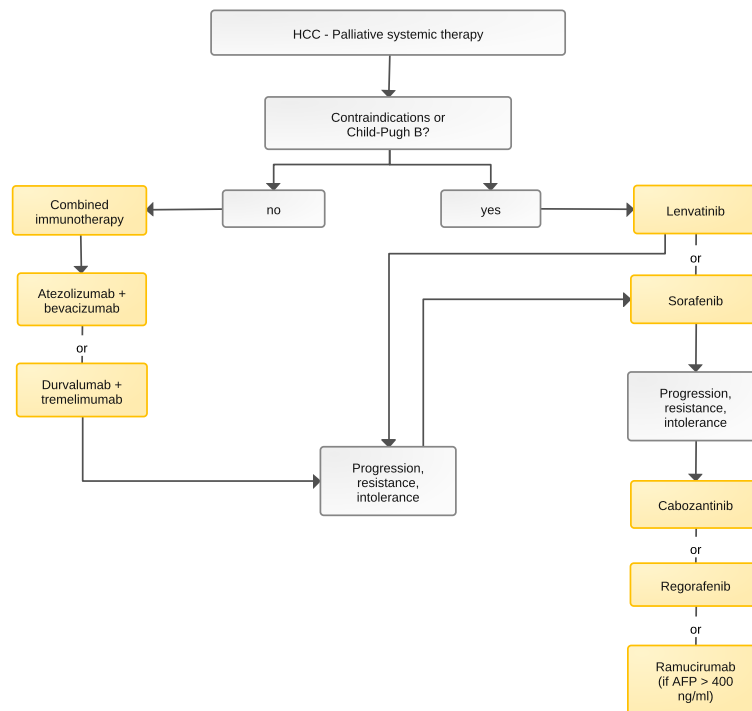 HCC - Palliative systemic therapy
Contraindications or
Child-Pugh B?
no
yes
Combined
immunotherapy
Atezolizumab +
bevacizumab
or
Durvalumab +
tremelimumab
Lenvatinib
or
Sorafenib
Progression,
resistance,
intolerance
Progression,
resistance,
intolerance
Cabozantinib
or
Regorafenib
or
Ramucirumab
(if AFP > 400
ng/ml)